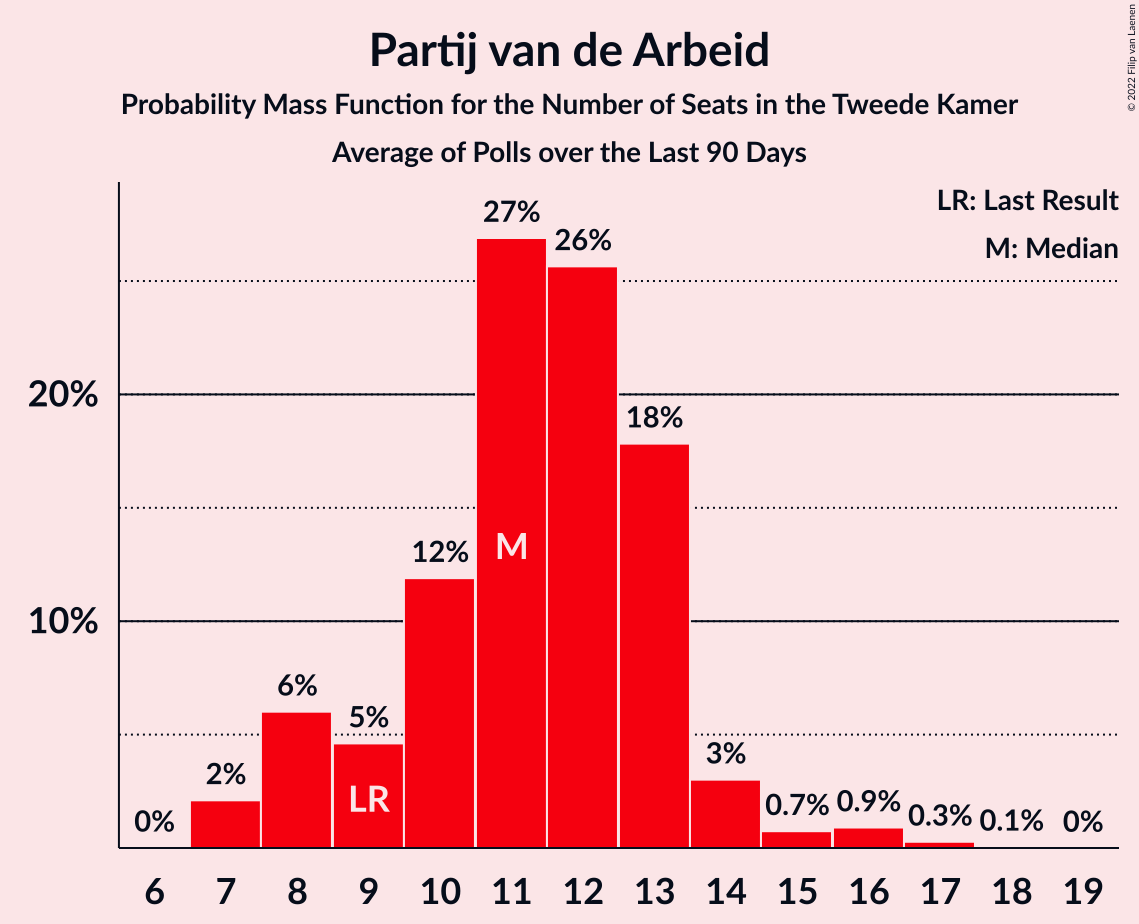 Partij van de Arbeid
Probability Mass Function for the Number of Seats in the Tweede Kamer
Average of Polls over the Last 90 Days
© 2022 Filip van Laenen
LR: Last Result
M: Median
27%
26%
20%
18%
12%
M
10%
6%
5%
3%
2%
LR
0%
0.7%
0.9%
0.3%
0.1%
0%
6 7 8 9 10 11 12 13 14 15 16 17 18 19